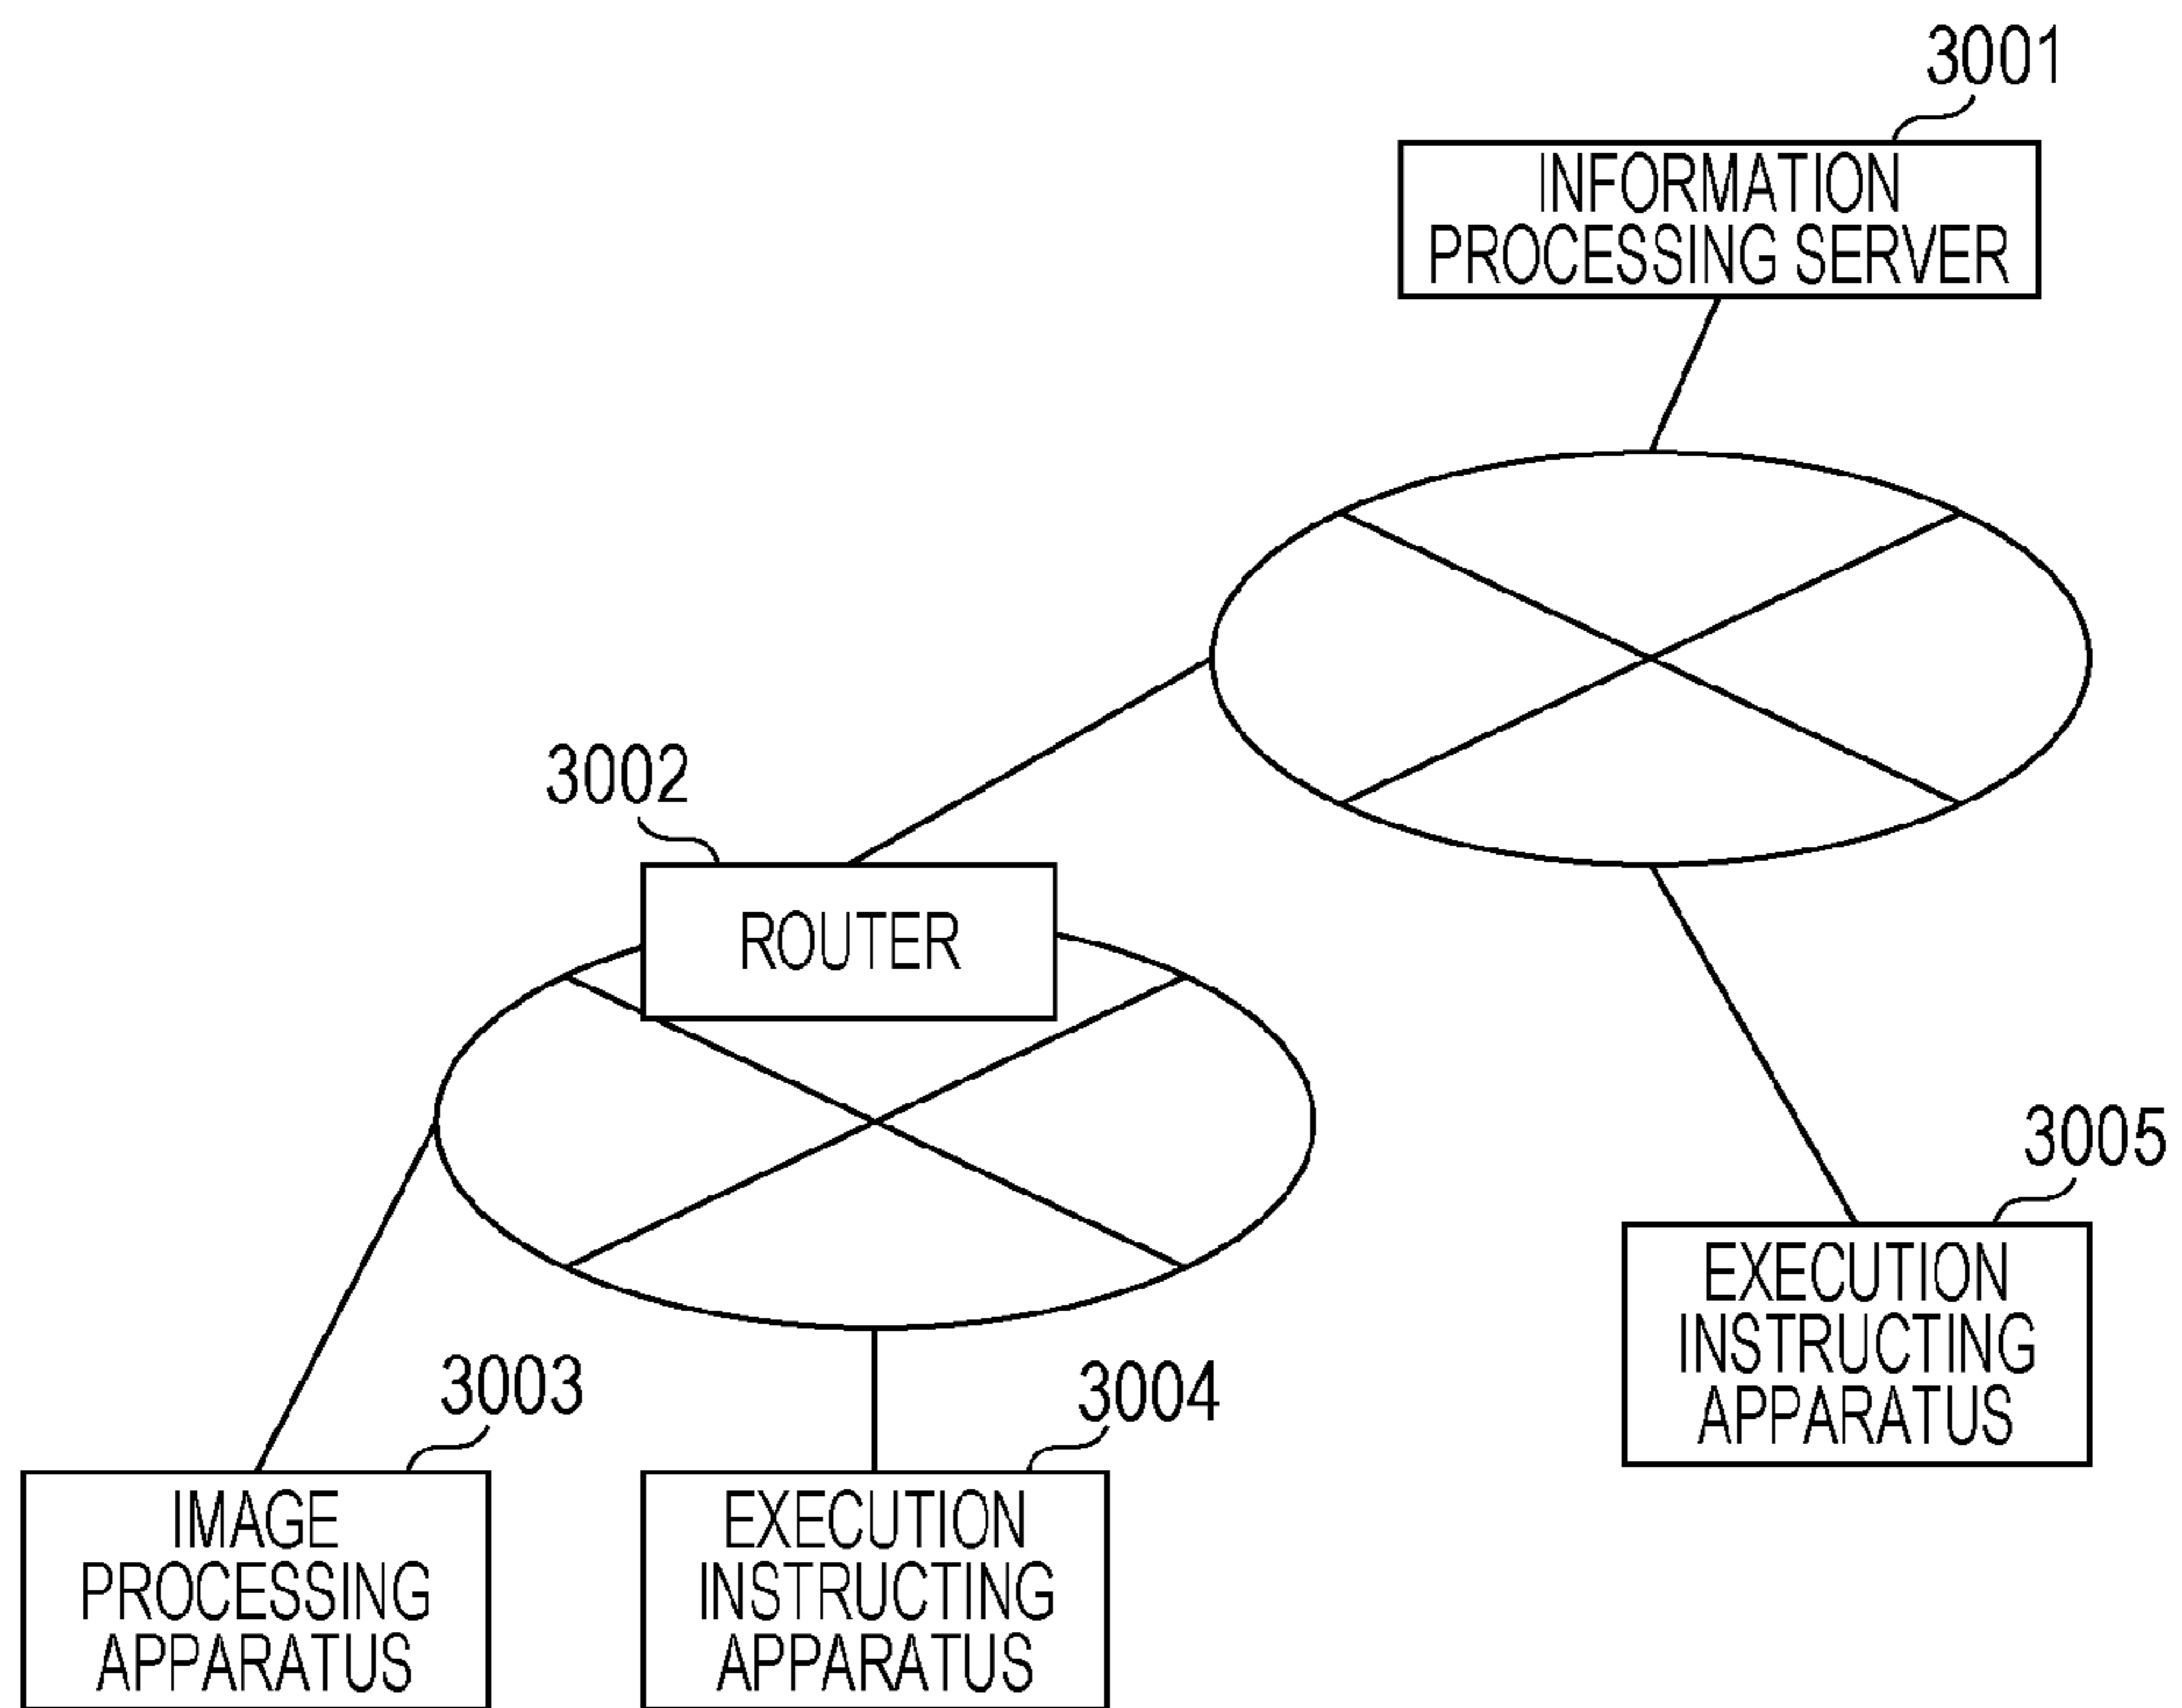 3001
INFORMATION
PROCESSING SERVER
3002
ROUTER
3005
EXECUTION
INSTRUCTING
APPARATUS
3003
IMAGE
PROCESSING
APPARATUS
3004
EXECUTION
INSTRUCTING
APPARATUS